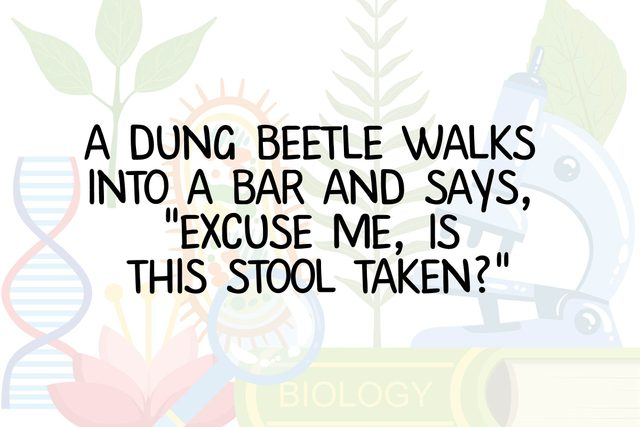 A DUNG BEETLE WALKS
INTO A BAR AND SAYS,
"EXCUSE ME, IS
THIS STOOL TAKEN?"
BIOLOGY